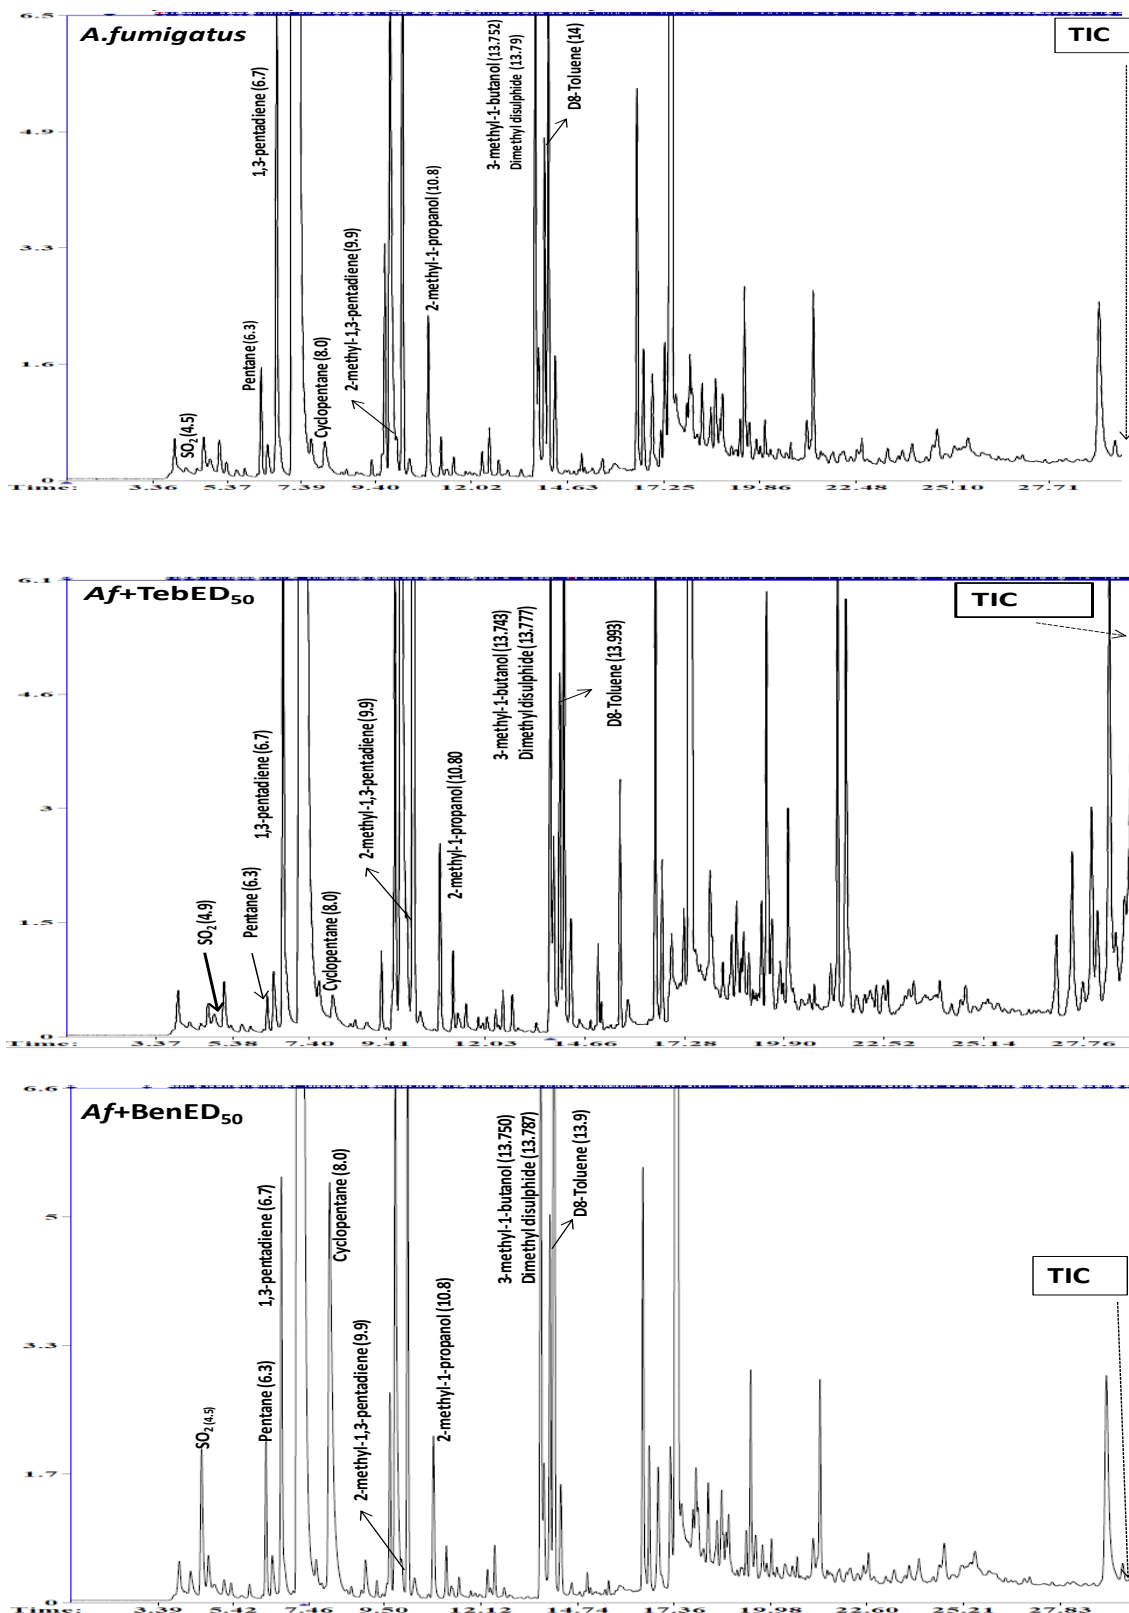 6.5
A.fumigatus
TIC
1,3-pentadiene (6.7)
3-methyl-1-butanol (13.752)
Dimethyl disulphide (13.79)
D8-Toluene (14)
4.9
3.3
2-methyl-1,3-pentadiene (9.9)
2-methyl-1-propanol (10.8)
1.6
Pentane (6.3)
Cyclopentane (8.0)
SO2 (4.5)
0
Time: 3.36 5.37 7.39 9.40 12.02 14.63 17.25 19.86 22.48 25.10 27.71
6.1
Af+TebED50
TIC
3-methyl-1-butanol (13.743)
Dimethyl disulphide (13.777)
D8-Toluene (13.993)
4.6
1,3-pentadiene (6.7)
2-methyl-1,3-pentadiene (9.9)
2-methyl-1-propanol (10.80
3
SO2 (4.9)
Pentane (6.3)
Cyclopentane (8.0)
1.5
0
Time: 3.37 5.38 7.40 9.41 12.03 14.66 17.28 19.90 22.52 25.14 27.76
6.6
Af+BenED50
3-methyl-1-butanol (13.750)
Dimethyl disulphide (13.787)
D8-Toluene (13.9)
1,3-pentadiene (6.7)
Cyclopentane (8.0)
5
TIC
3.3
Pentane (6.3)
2-methyl-1,3-pentadiene (9.9)
2-methyl-1-propanol (10.8)
SO2 (4.5)
1.7
0
Time: 3.39 5.42 7.46 9.50 12.12 14.74 17.36 19.98 22.60 25.21 27.83